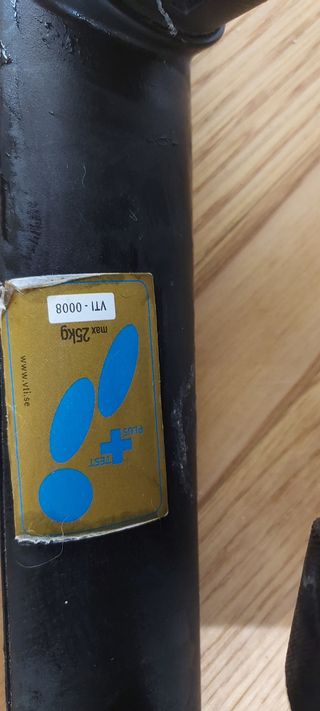 PLUS
TEST
max 25kg
VTI - 0008
www.vti.se